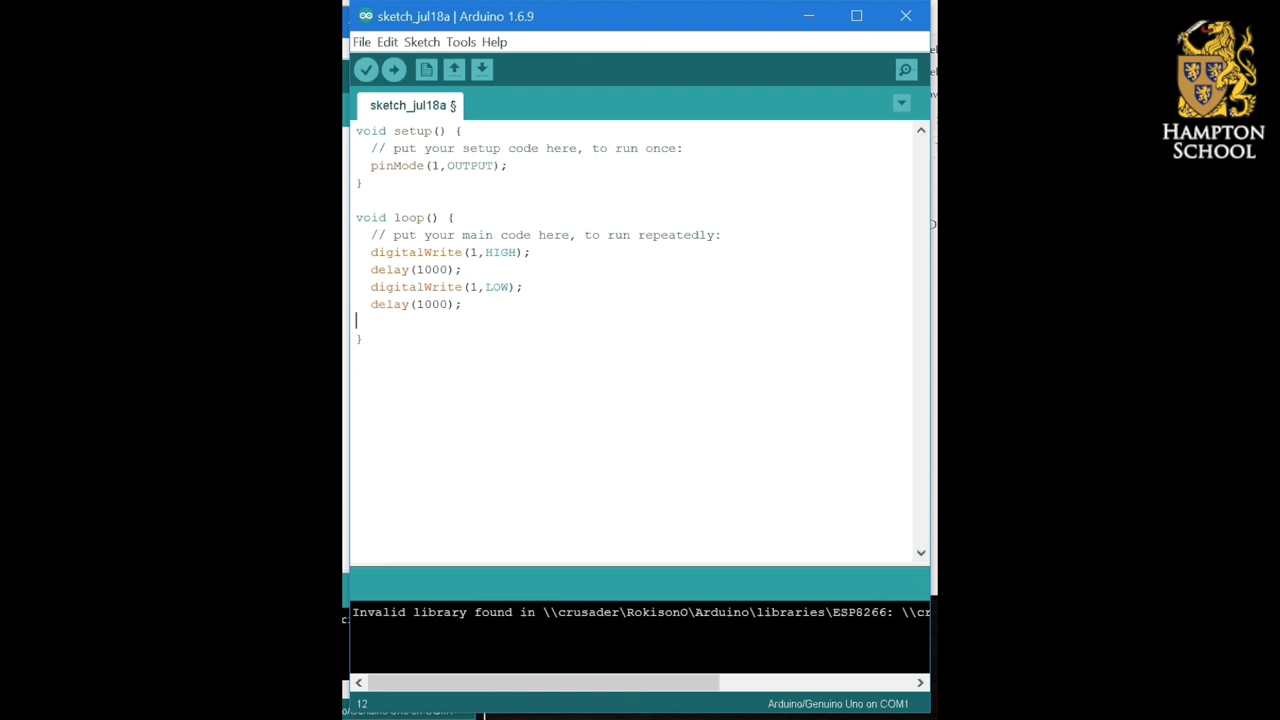 sketch_jul18a | Arduino 1.6.9
File Edit Sketch Tools Help
sketch_jul18a §
void setup() {
  // put your setup code here, to run once:
  pinMode(1,OUTPUT);
}
void loop() {
  // put your main code here, to run repeatedly:
  digitalWrite(1,HIGH);
  delay(1000);
  digitalWrite(1,LOW);
  delay(1000);
}
Invalid library found in \\crusader\RokisonO\Arduino\libraries\ESP8266: \\cr
12
Arduino/Genuino Uno on COM1
HAMPTON
SCHOOL